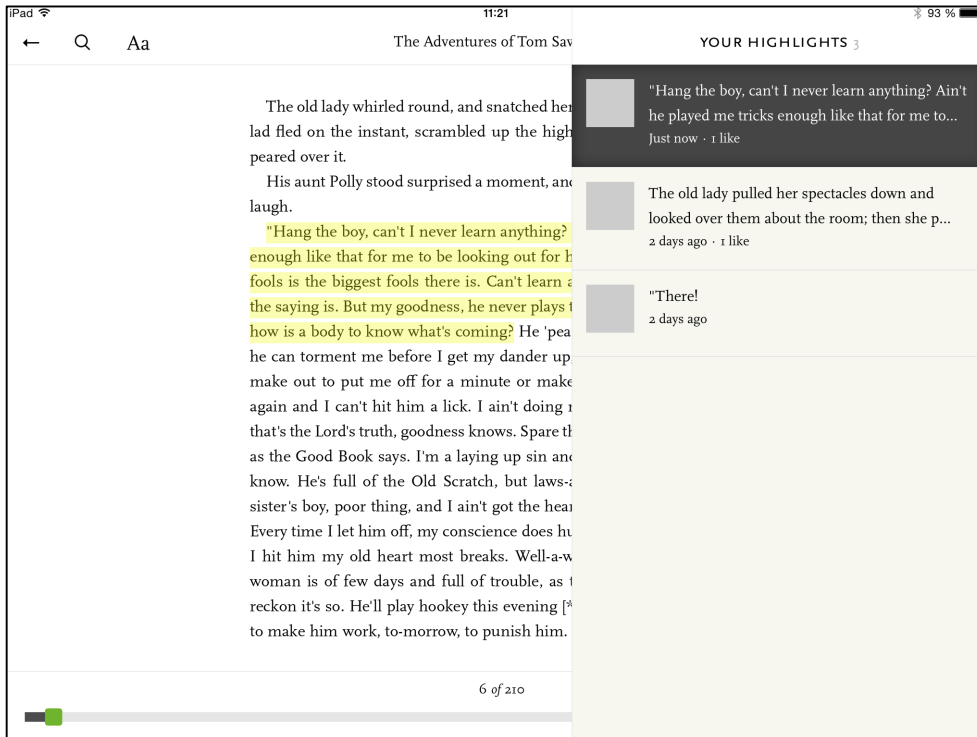 iPad 11:21 93 %
Aa The Adventures of Tom Saw
The old lady whirled round, and snatched her
lad fled on the instant, scrambled up the high
peared over it.
His aunt Polly stood surprised a moment, and
laugh.
"Hang the boy, can't I never learn anything?
enough like that for me to be looking out for h
fools is the biggest fools there is. Can't learn a
the saying is. But my goodness, he never plays t
how is a body to know what's coming? He 'pea
he can torment me before I get my dander up,
make out to put me off for a minute or make
again and I can't hit him a lick. I ain't doing
that's the Lord's truth, goodness knows. Spare th
as the Good Book says. I'm a laying up sin and
know. He's full of the Old Scratch, but laws-a
sister's boy, poor thing, and I ain't got the hear
Every time I let him off, my conscience does hu
I hit him my old heart most breaks. Well-a-w
woman is of few days and full of trouble, as t
reckon it's so. He'll play hookey this evening [*
to make him work, to-morrow, to punish him.
6 of 210
YOUR HIGHLIGHTS 3
"Hang the boy, can't I never learn anything? Ain't
he played me tricks enough like that for me to...
Just now · 1 like
The old lady pulled her spectacles down and
looked over them about the room; then she p...
2 days ago · 1 like
"There!
2 days ago